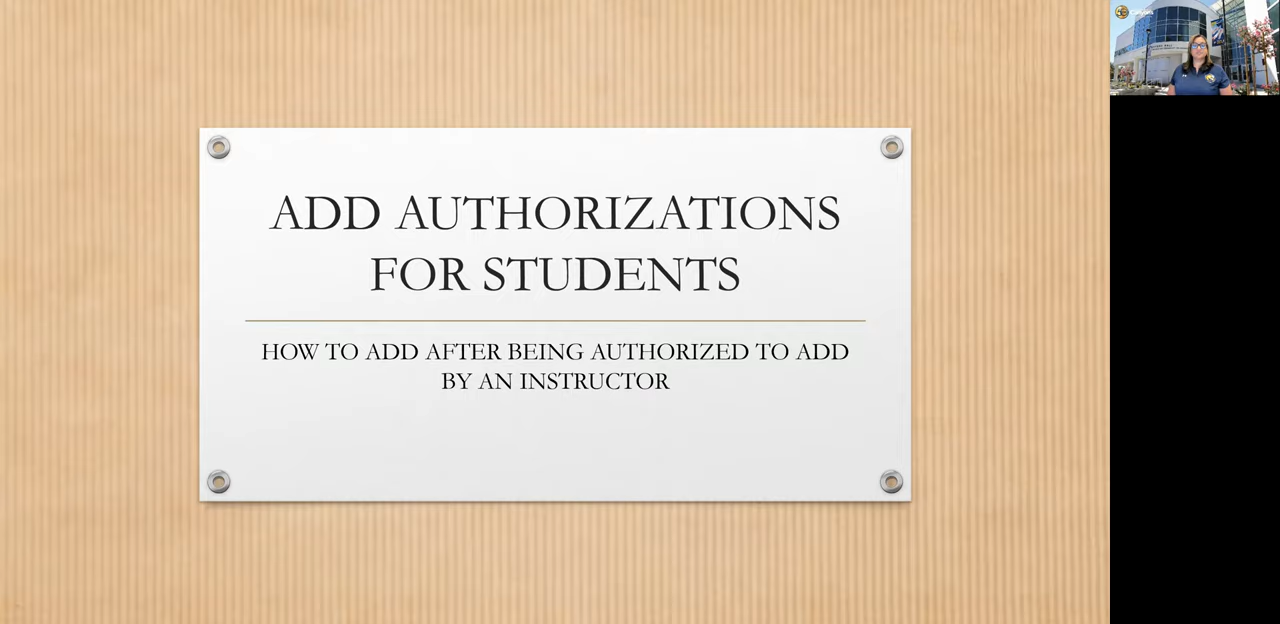 ADD AUTHORIZATIONS
FOR STUDENTS
HOW TO ADD AFTER BEING AUTHORIZED TO ADD
BY AN INSTRUCTOR